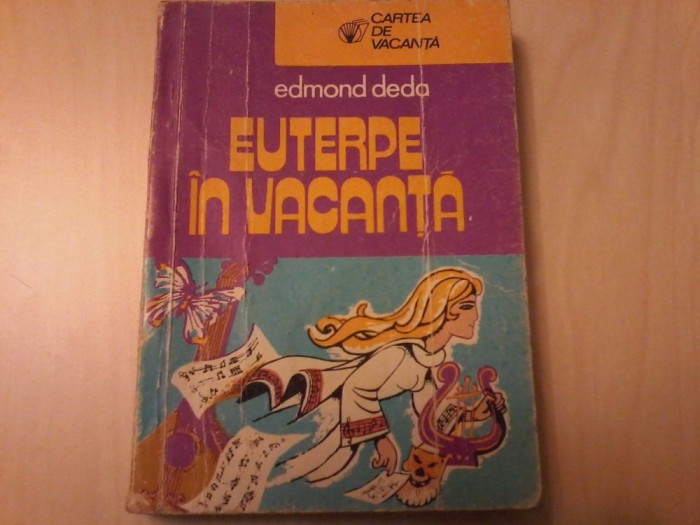 CARTEA
DE
VACANȚĂ
edmond deda
EUTERPE
în VACANȚĂ